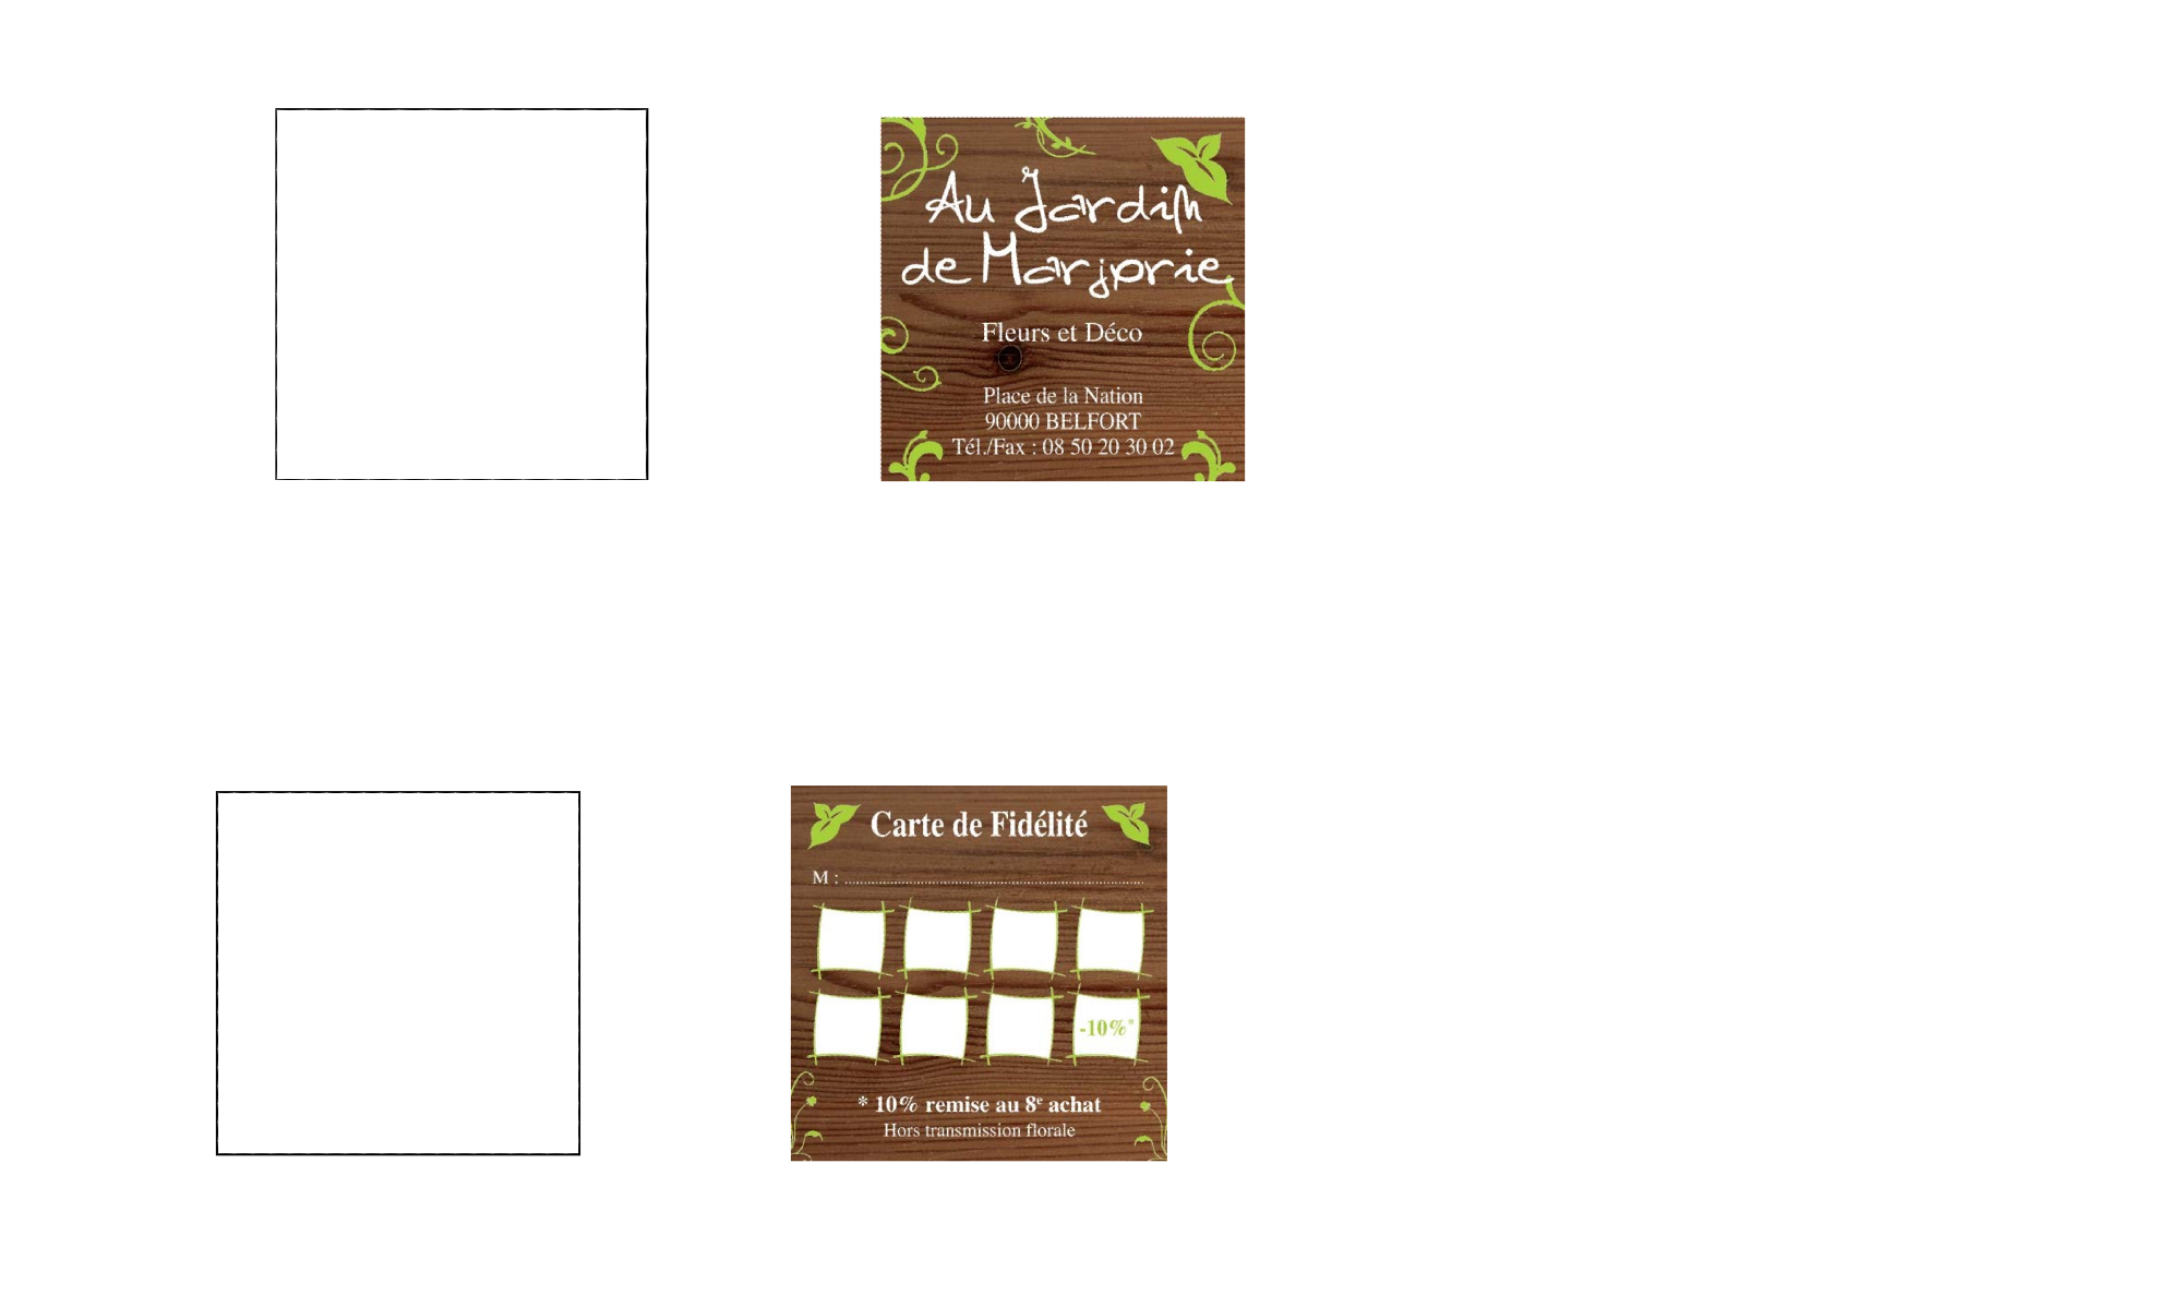 Au Jardin
de Marjorie
Fleurs et Déco
Place de la Nation
90000 BELFORT
Tél./Fax : 08 50 20 30 02
Carte de Fidélité
M : ................................................................................
-10%*
* 10% remise au 8e achat
Hors transmission florale